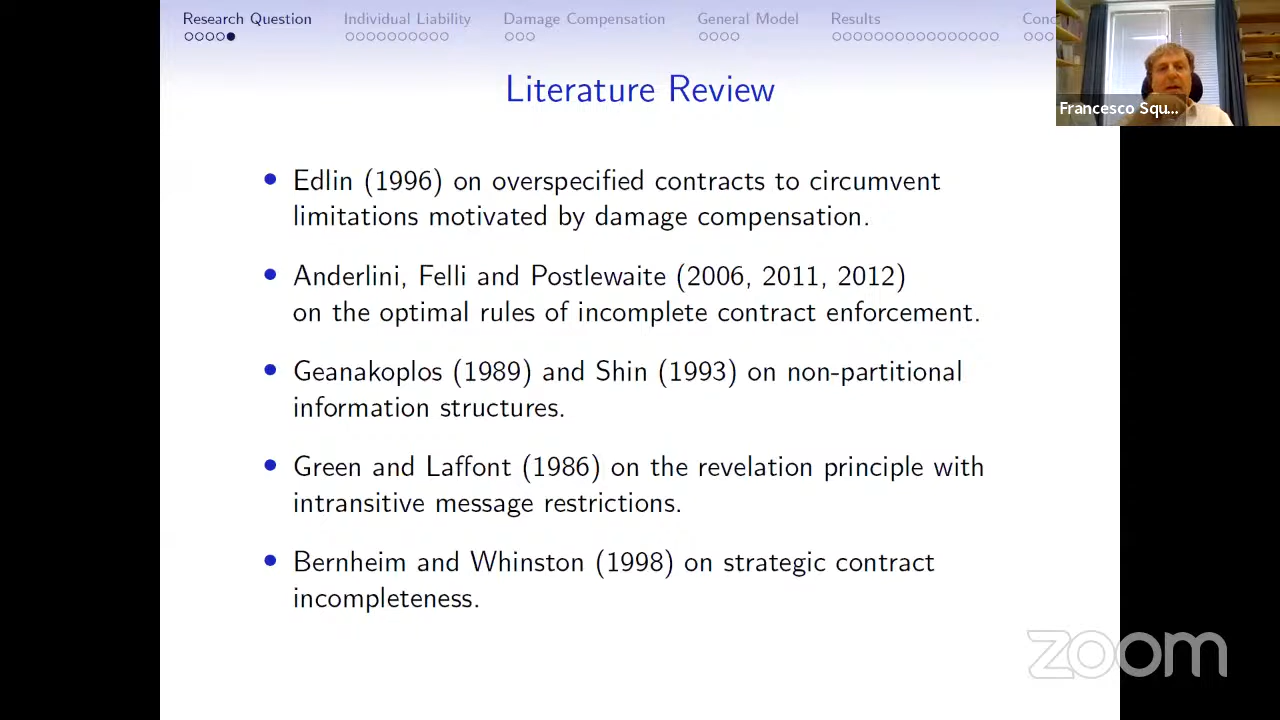 Research Question Individual Liability Damage Compensation General Model Results Conc
Francesco Squ...
Literature Review
• Edlin (1996) on overspecified contracts to circumvent
limitations motivated by damage compensation.
• Anderlini, Felli and Postlewaite (2006, 2011, 2012)
on the optimal rules of incomplete contract enforcement.
• Geanakoplos (1989) and Shin (1993) on non-partitional
information structures.
• Green and Laffont (1986) on the revelation principle with
intransitive message restrictions.
• Bernheim and Whinston (1998) on strategic contract
incompleteness.
zoom